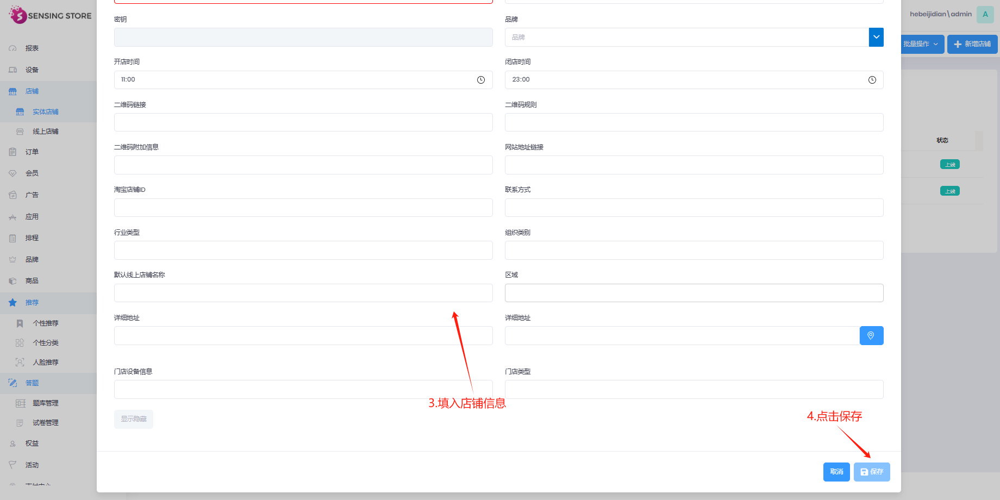 SENSING STORE
hebeijidian\admin
A
批量操作
新增店铺
报表
设备
店铺
实体店铺
线上店铺
订单
会员
广告
应用
排程
品牌
商品
推荐
个性推荐
个性分类
人脸推荐
答题
题库管理
试卷管理
权益
活动
支付中心
密钥
品牌
品牌
开店时间
闭店时间
11:00
23:00
二维码链接
二维码规则
二维码附加信息
网站地址链接
淘宝店铺ID
联系方式
行业类型
组织类别
默认线上店铺名称
区域
详细地址
详细地址
门店设备信息
门店类型
3.填入店铺信息
显示隐藏
4.点击保存
取消
保存
状态
上线
上线